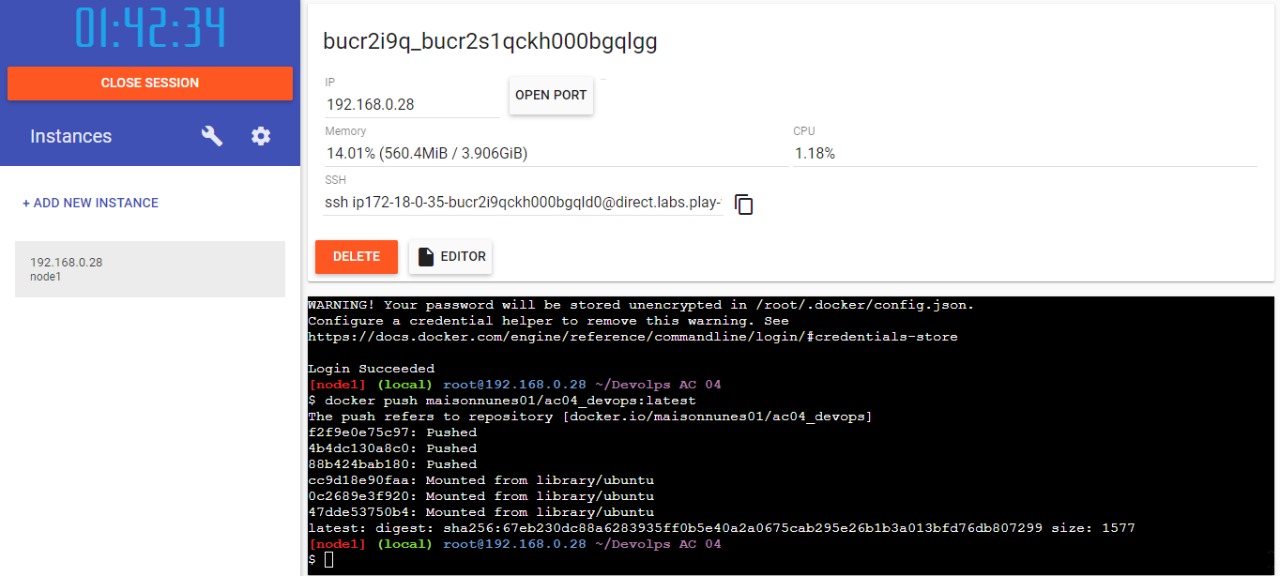 01:42:34
CLOSE SESSION
Instances
+ ADD NEW INSTANCE
192.168.0.28
node1
bucr2i9q_bucr2s1qckh000bgqlgg
IP
192.168.0.28
OPEN PORT
Memory
14.01% (560.4MiB / 3.906GiB)
CPU
1.18%
SSH
ssh ip172-18-0-35-bucr2i9qckh000bgqld0@direct.labs.play-
DELETE
EDITOR
WARNING! Your password will be stored unencrypted in /root/.docker/config.json.
Configure a credential helper to remove this warning. See
https://docs.docker.com/engine/reference/commandline/login/#credentials-store
Login Succeeded
[node1] (local) root@192.168.0.28 ~/Devolps AC 04
$ docker push maisonnunes01/ac04_devops:latest
The push refers to repository [docker.io/maisonnunes01/ac04_devops]
f2f9e0e75c97: Pushed
4b4dc130a8c0: Pushed
88b424bab180: Pushed
cc9d18e90faa: Mounted from library/ubuntu
0c2689e3f920: Mounted from library/ubuntu
47dde53750b4: Mounted from library/ubuntu
latest: digest: sha256:67eb230dc88a6283935ff0b5e40a2a0675cab295e26b1b3a013bfd76db807299 size: 1577
[node1] (local) root@192.168.0.28 ~/Devolps AC 04
$